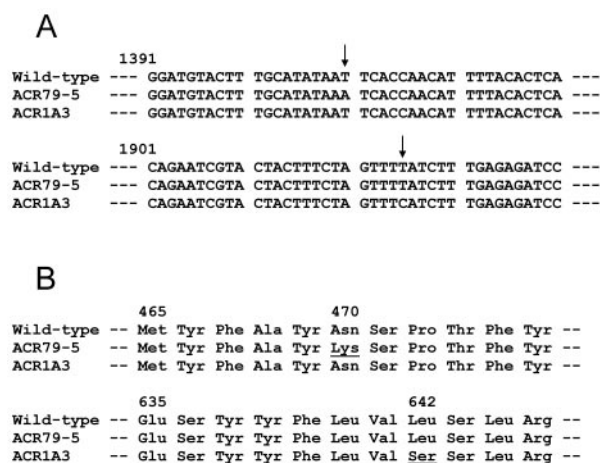 A
1391
Wild-type --- GGATGTACTT TGCATATAAT TCACCAACAT TTTACACTCA ---
ACR79-5 --- GGATGTACTT TGCATATAAA TCACCAACAT TTTACACTCA ---
ACR1A3 --- GGATGTACTT TGCATATAAT TCACCAACAT TTTACACTCA ---
1901
Wild-type --- CAGAATCGTA CTACTTTCTA GTTTTATCTT TGAGAGATCC ---
ACR79-5 --- CAGAATCGTA CTACTTTCTA GTTTTATCTT TGAGAGATCC ---
ACR1A3 --- CAGAATCGTA CTACTTTCTA GTTTCATCTT TGAGAGATCC ---
B
465 470
Wild-type -- Met Tyr Phe Ala Tyr Asn Ser Pro Thr Phe Tyr --
ACR79-5 -- Met Tyr Phe Ala Tyr Lys Ser Pro Thr Phe Tyr --
ACR1A3 -- Met Tyr Phe Ala Tyr Asn Ser Pro Thr Phe Tyr --
635 642
Wild-type -- Glu Ser Tyr Tyr Phe Leu Val Leu Ser Leu Arg --
ACR79-5 -- Glu Ser Tyr Tyr Phe Leu Val Leu Ser Leu Arg --
ACR1A3 -- Glu Ser Tyr Tyr Phe Leu Val Ser Ser Leu Arg --